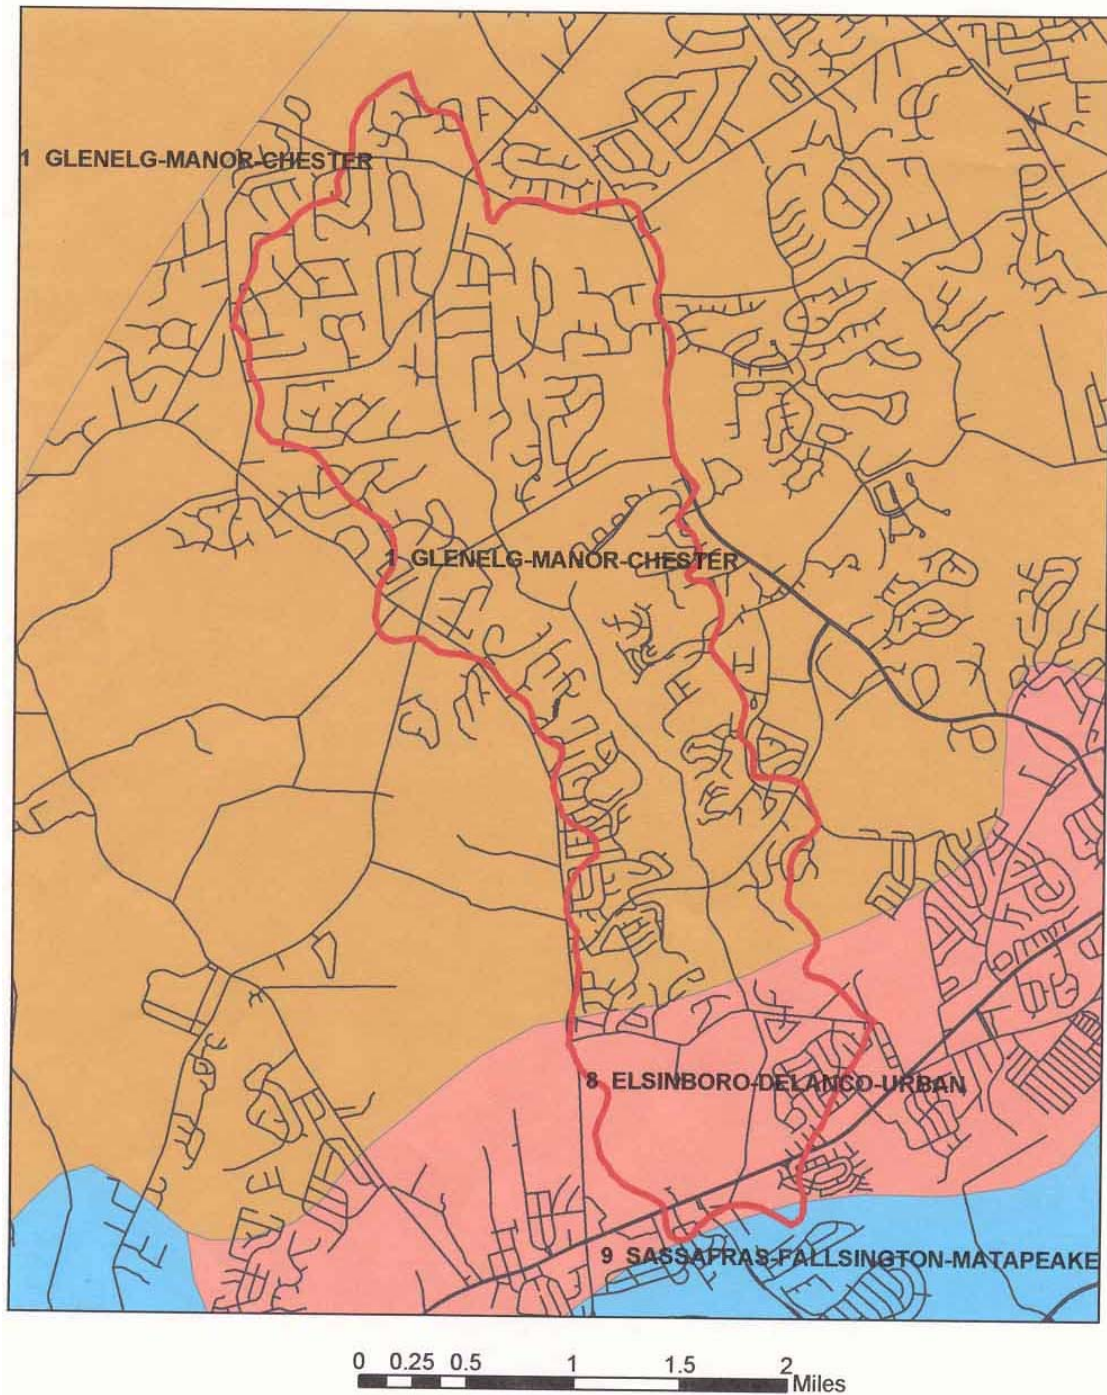 1 GLENELG-MANOR-CHESTER
1 GLENELG-MANOR-CHESTER
8 ELSINBORO-DELANCO-URBAN
9 SASSAFRAS-FALLSINGTON-MATAPEAKE
0 0.25 0.5 1 1.5 2
Miles